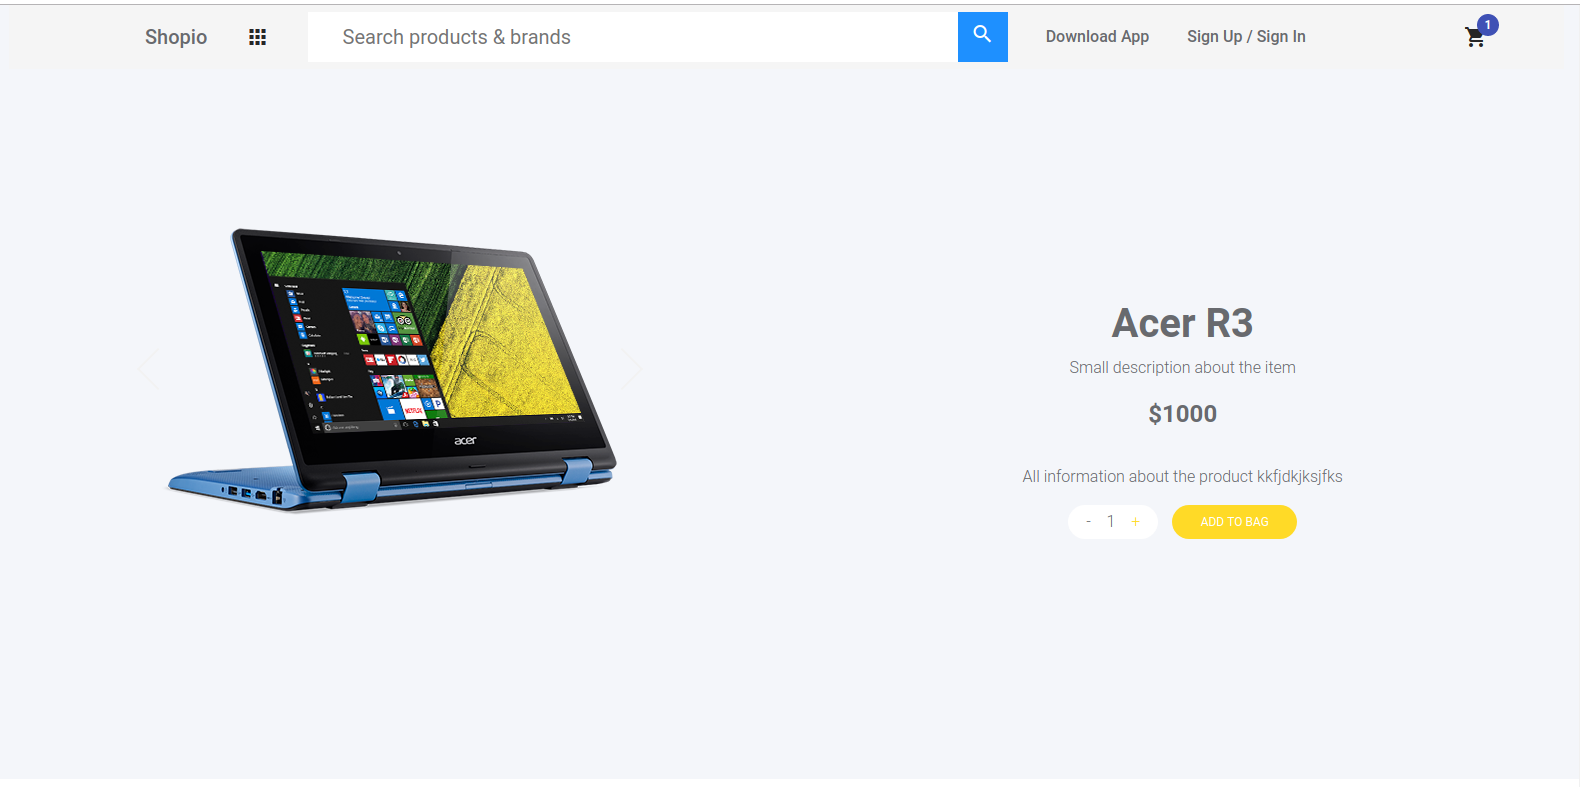 Shopio
Search products & brands
Download App
Sign Up / Sign In
1
acer
NETFLIX
Acer R3
Small description about the item
$1000
All information about the product kkfjdkjksjfks
- 1 +
ADD TO BAG